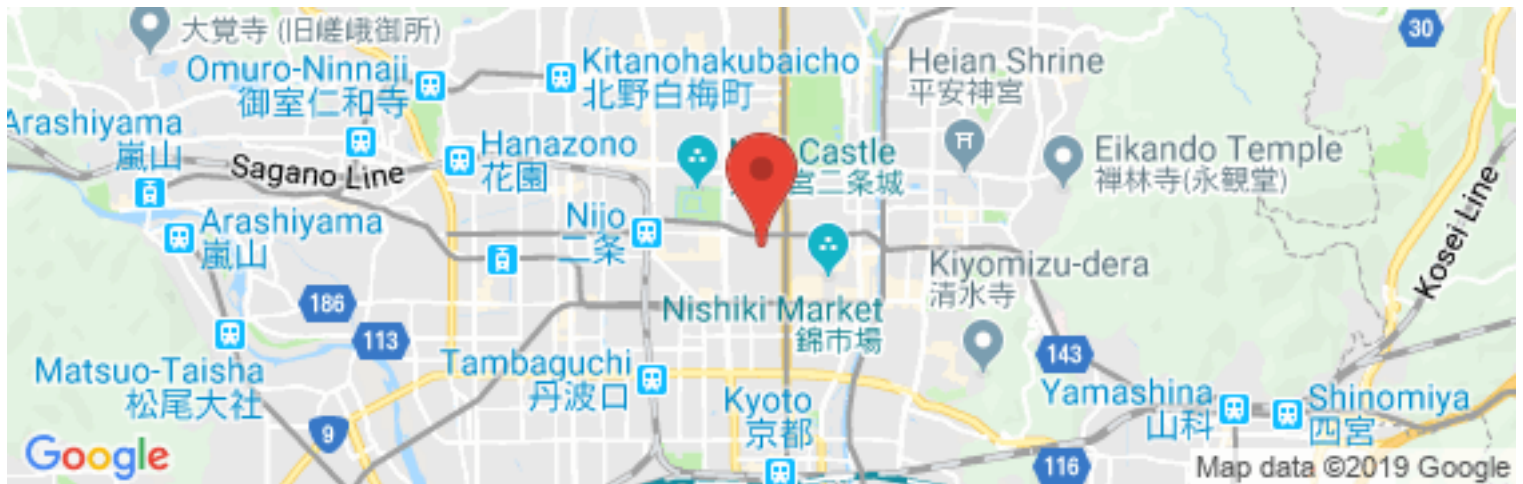 大覚寺 (旧嵯峨御所)
30
Omuro-Ninnaji
御室仁和寺
Kitanohakubaicho
北野白梅町
Heian Shrine
平安神宮
Arashiyama
嵐山
Sagano Line
Hanazono
花園
Castle
宮二条城
Eikando Temple
禅林寺(永観堂)
Kosei Line
Arashiyama
嵐山
Nijo
二条
Kiyomizu-dera
清水寺
186
113
Nishiki Market
錦市場
143
Matsuo-Taisha
松尾大社
Tambaguchi
丹波口
Kyoto
京都
Yamashina
山科
Shinomiya
四宮
9
116
Google
Map data ©2019 Google